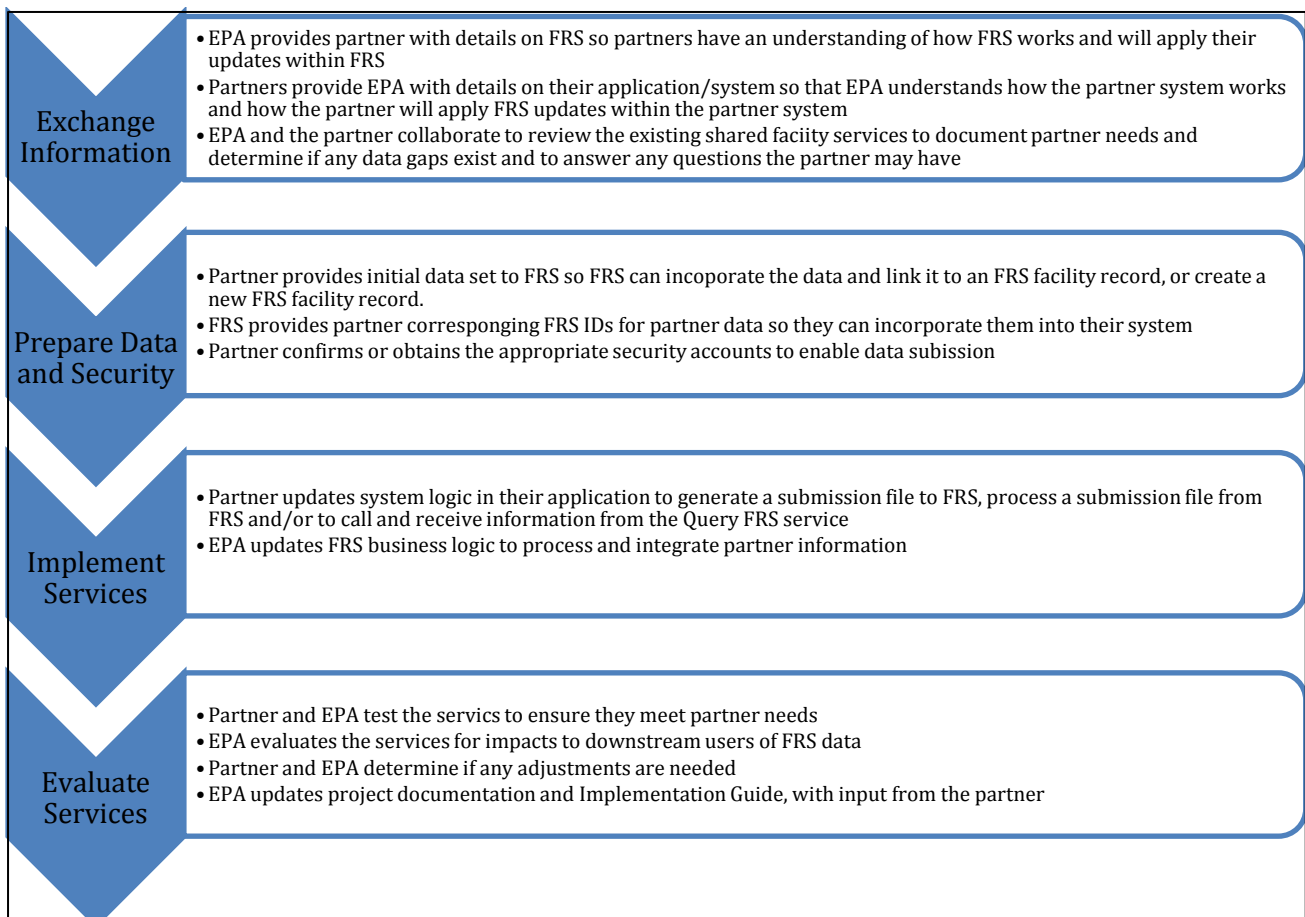 Exchange
Information
• EPA provides partner with details on FRS so partners have an understanding of how FRS works and will apply their
updates within FRS
• Partners provide EPA with details on their application/system so that EPA understands how the partner system works
and how the partner will apply FRS updates within the partner system
• EPA and the partner collaborate to review the existing shared faciity services to document partner needs and
determine if any data gaps exist and to answer any questions the partner may have
Prepare Data
and Security
• Partner provides initial data set to FRS so FRS can incoporate the data and link it to an FRS facility record, or create a
new FRS facility record.
• FRS provides partner corresponging FRS IDs for partner data so they can incorporate them into their system
• Partner confirms or obtains the appropriate security accounts to enable data subission
Implement
Services
• Partner updates system logic in their application to generate a submission file to FRS, process a submission file from
FRS and/or to call and receive information from the Query FRS service
• EPA updates FRS business logic to process and integrate partner information
Evaluate
Services
• Partner and EPA test the servics to ensure they meet partner needs
• EPA evaluates the services for impacts to downstream users of FRS data
• Partner and EPA determine if any adjustments are needed
• EPA updates project documentation and Implementation Guide, with input from the partner